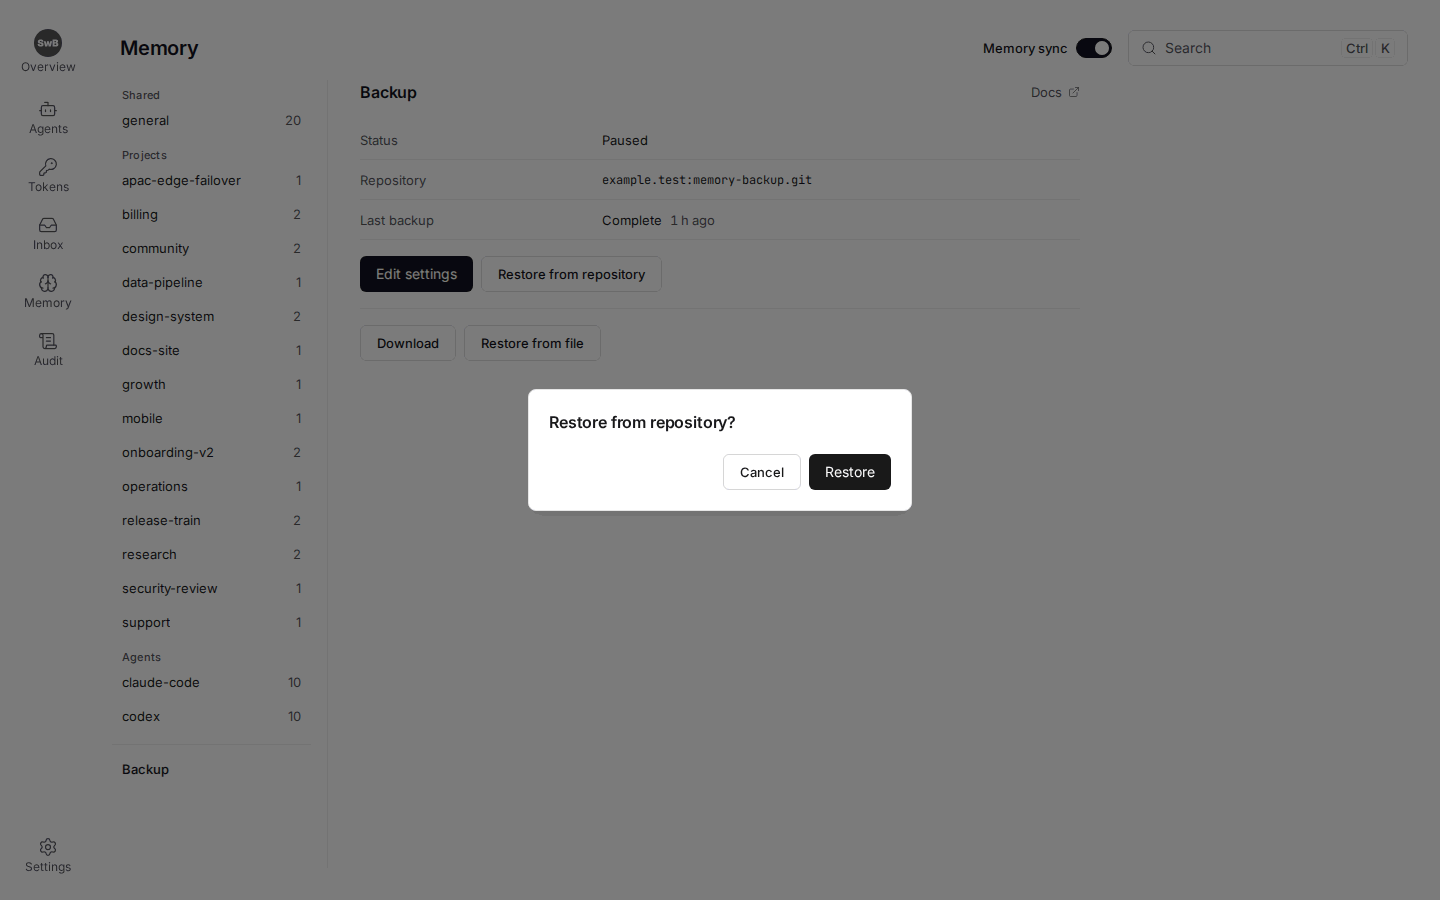 SwB
Overview
Agents
Tokens
Inbox
Memory
Audit
Settings
Memory
Memory sync
Search
Ctrl K
Shared
general 20
Projects
apac-edge-failover 1
billing 2
community 2
data-pipeline 1
design-system 2
docs-site 1
growth 1
mobile 1
onboarding-v2 2
operations 1
release-train 2
research 2
security-review 1
support 1
Agents
claude-code 10
codex 10
Backup
Backup
Docs
Status Paused
Repository example.test:memory-backup.git
Last backup Complete 1 h ago
Edit settings Restore from repository
Download Restore from file
Restore from repository?
Cancel Restore